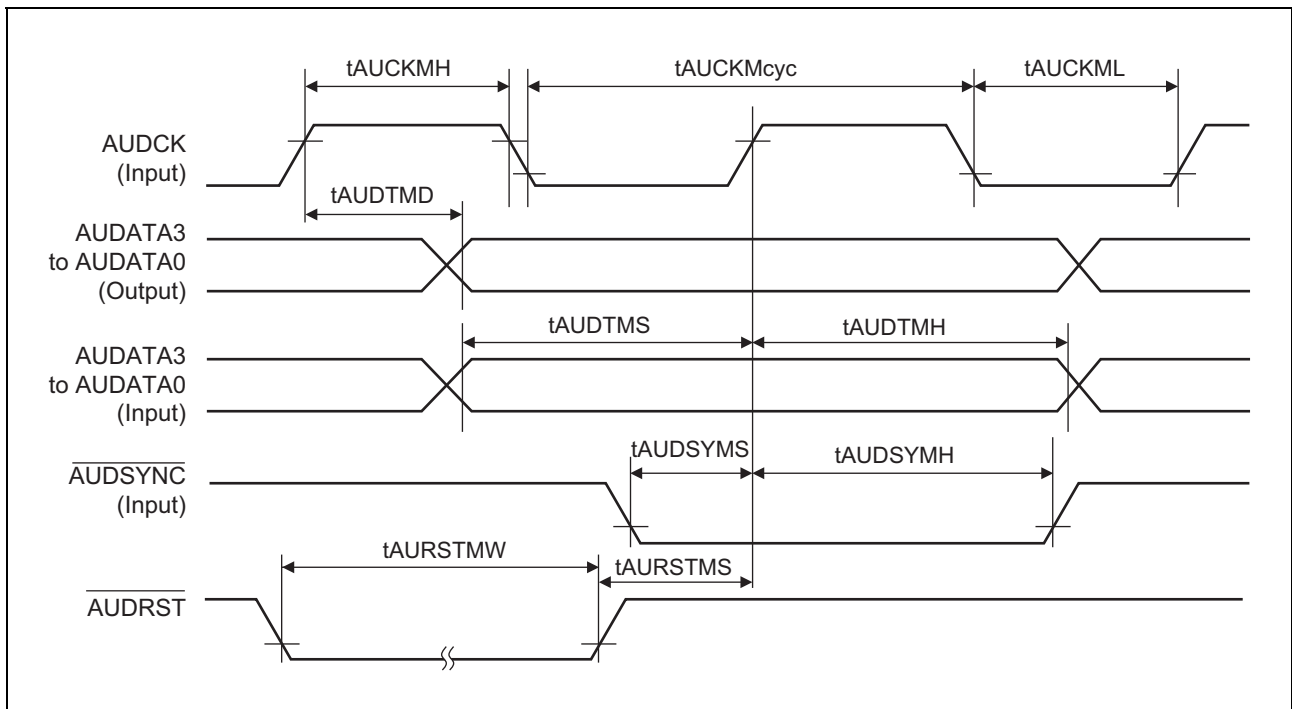 tAUCKMH
tAUCKMcyc
tAUCKML
AUDCK
(Input)
tAUDTMD
AUDATA3
to AUDATA0
(Output)
tAUDTMS
tAUDTMH
AUDATA3
to AUDATA0
(Input)
tAUDSYMS
tAUDSYMH
AUDSYNC
(Input)
tAURSTMW
tAURSTMS
AUDRST